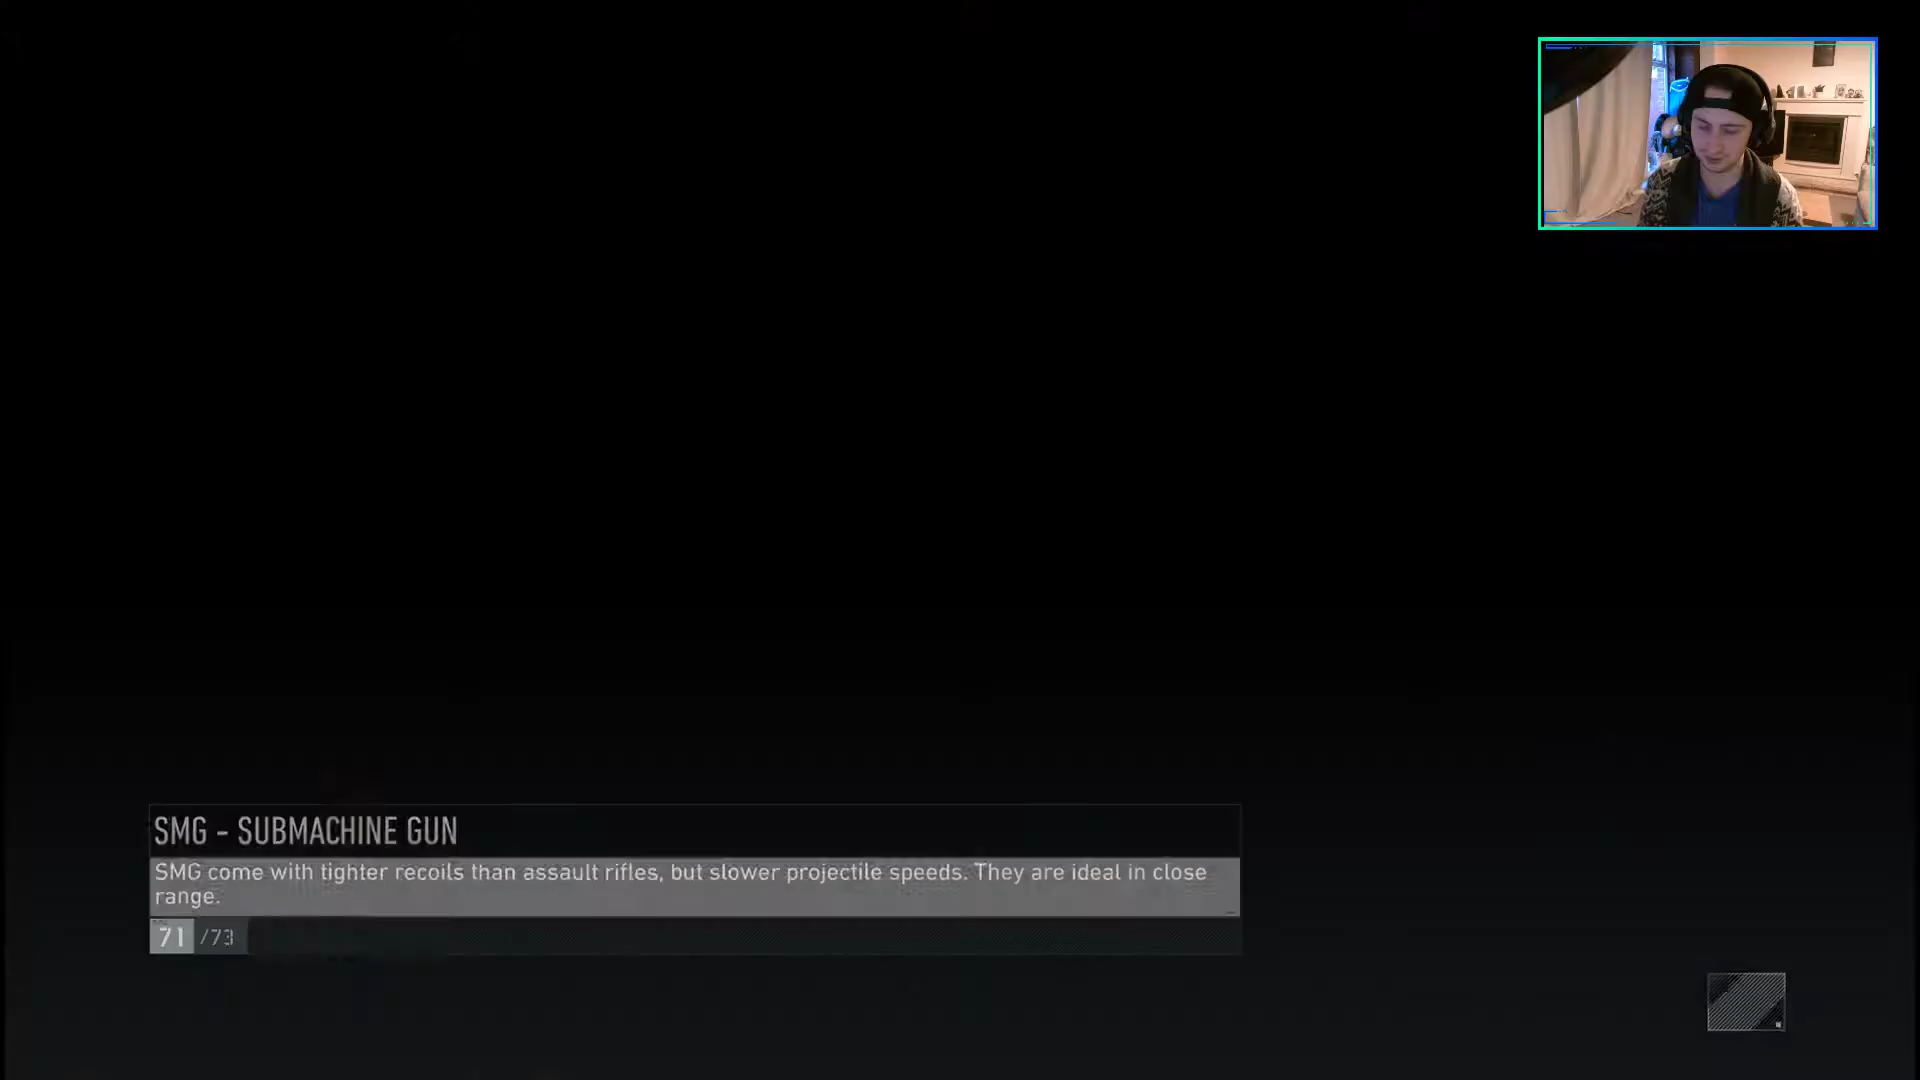 SMG - SUBMACHINE GUN
SMG come with tighter recoils than assault rifles, but slower projectile speeds. They are ideal in close
range.
71 /73